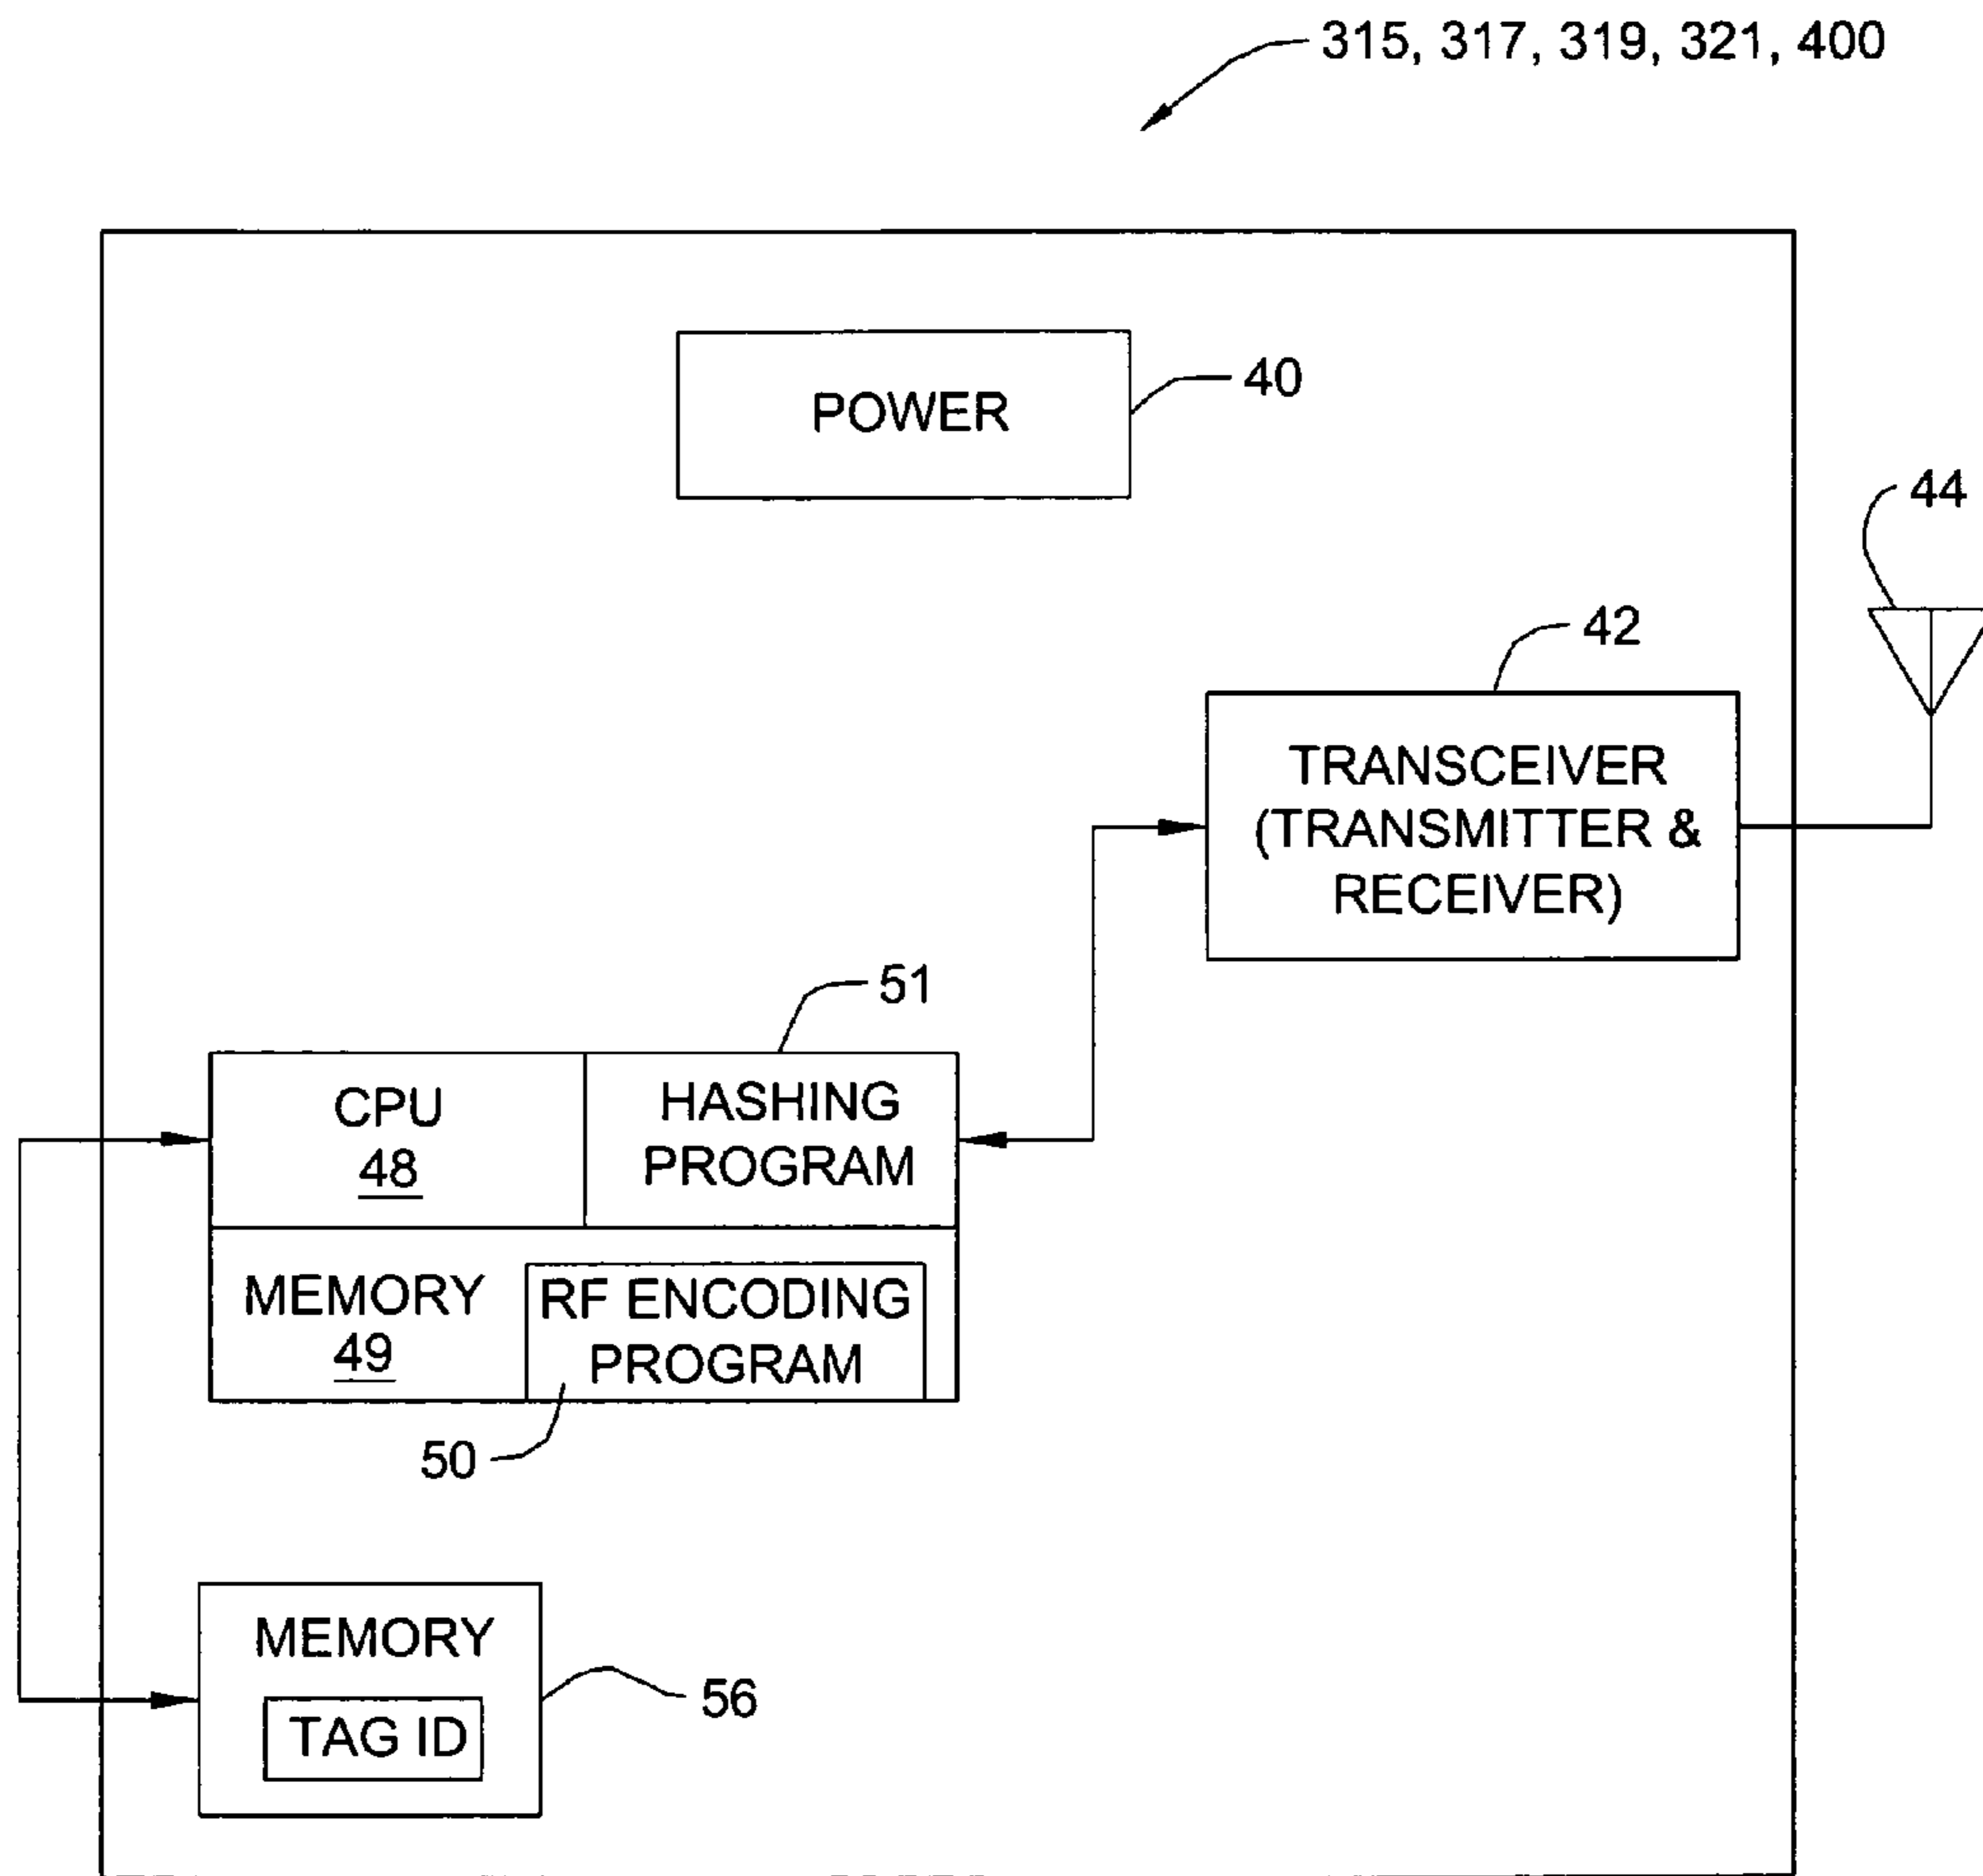 315, 317, 319, 321, 400
POWER
40
44
42
TRANSCEIVER
(TRANSMITTER &
RECEIVER)
51
CPU
48
HASHING
PROGRAM
MEMORY
49
RF ENCODING
PROGRAM
50
MEMORY
TAG ID
56